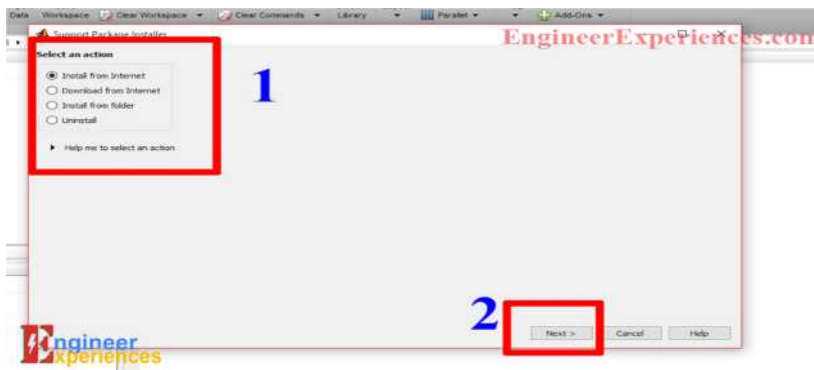 Data Workspace Clear Workspace Clear Commands Library Parallel Add-Ons
Support Package Installer
EngineerExperiences.com
Select an action
Install from Internet
Download from Internet
Install from folder
Uninstall
Help me to select an action
1
2
Next > Cancel Help
Engineer
Experiences